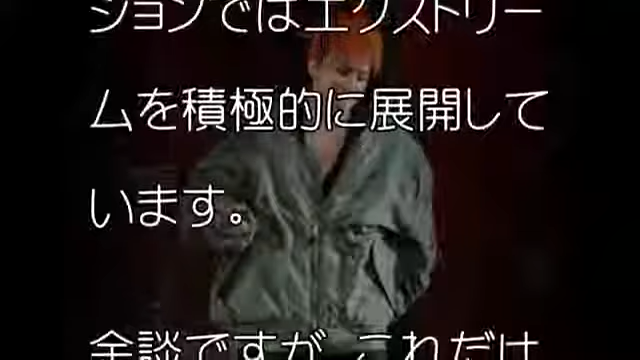 ションではエクストリー
ムを積極的に展開して
います。
余談ですが、これだけ